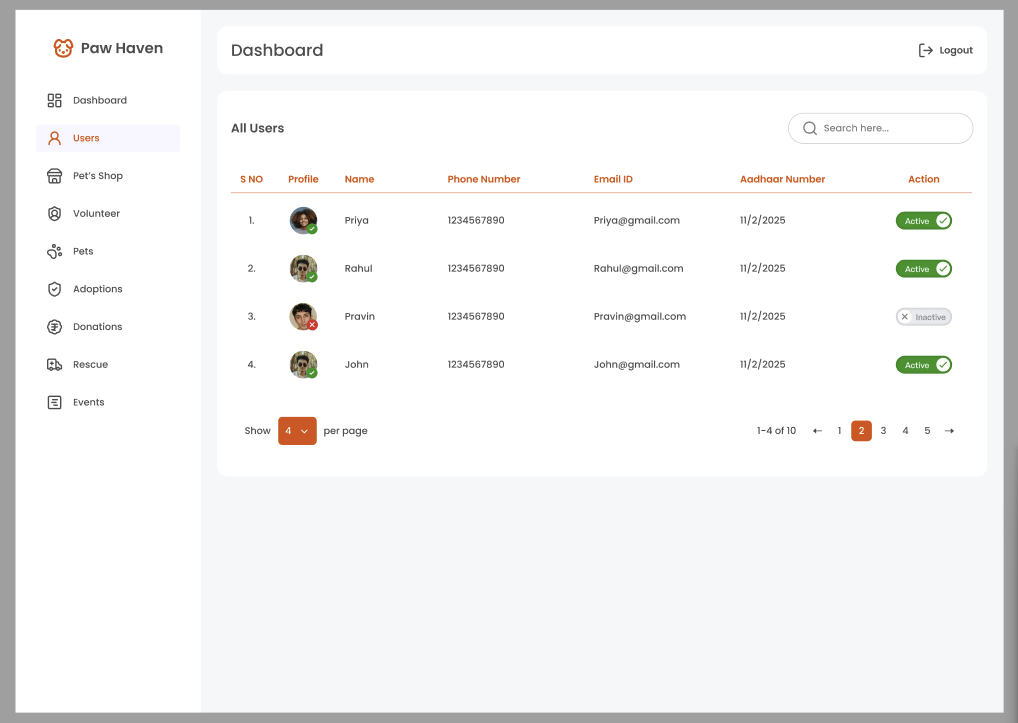 Paw Haven
Dashboard
Users
Pet's Shop
Volunteer
Pets
Adoptions
Donations
Rescue
Events
Dashboard
Logout
All Users
Search here...
S NO Profile Name Phone Number Email ID Aadhaar Number Action
1. Priya 1234567890 Priya@gmail.com 11/2/2025 Active
2. Rahul 1234567890 Rahul@gmail.com 11/2/2025 Active
3. Pravin 1234567890 Pravin@gmail.com 11/2/2025 Inactive
4. John 1234567890 John@gmail.com 11/2/2025 Active
Show 4 per page 1-4 of 10 ← 1 2 3 4 5 →